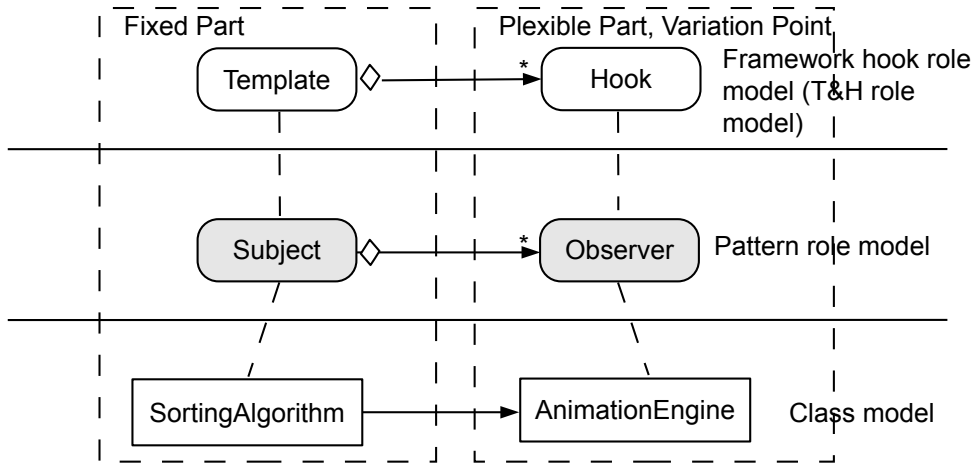 Fixed Part
Plexible Part, Variation Point
Template
*
Hook
Framework hook role
model (T&H role
model)
Subject
*
Observer
Pattern role model
SortingAlgorithm
AnimationEngine
Class model